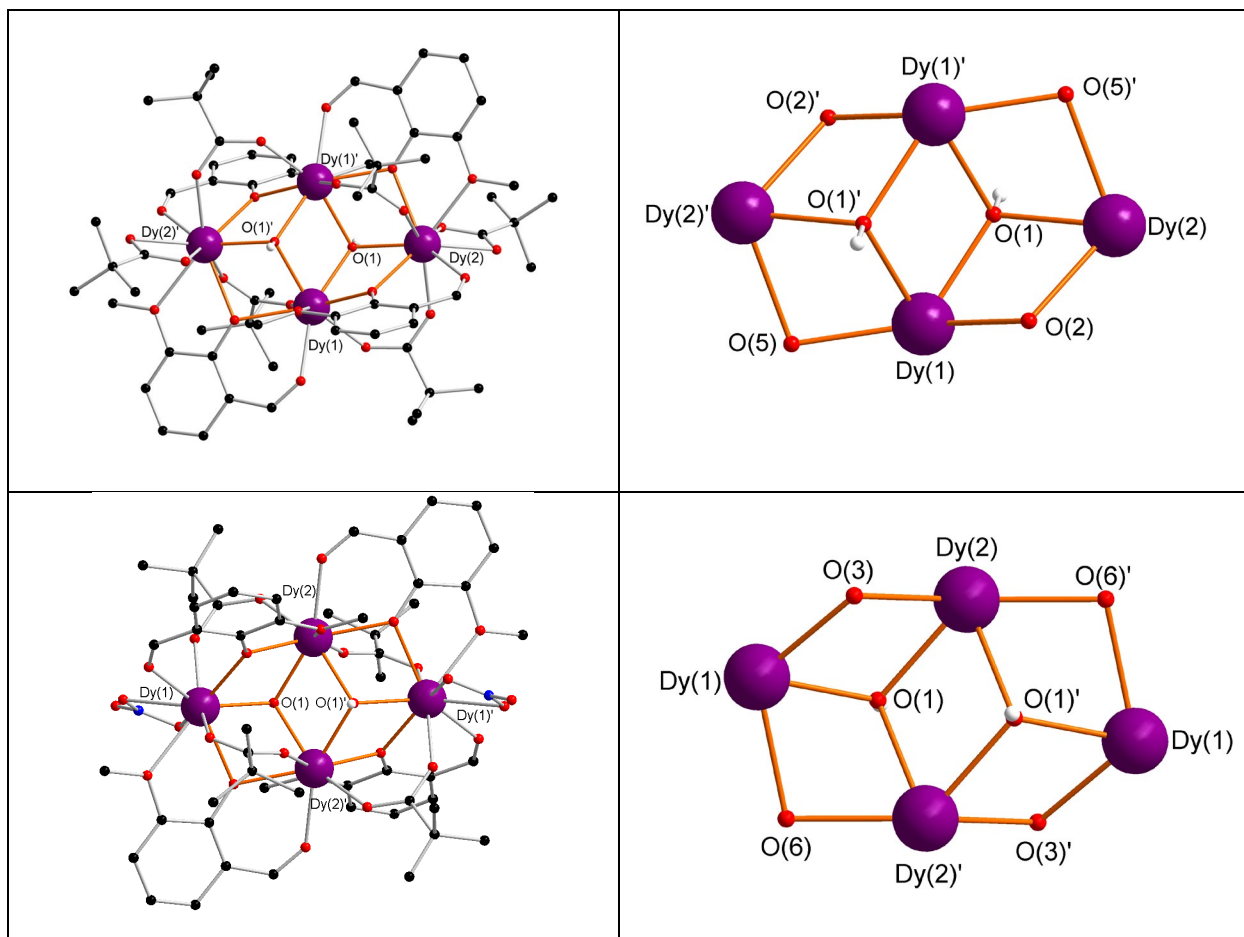 Dy(1)'
Dy(2)'
O(1)'
O(1)
Dy(2)
Dy(1)
Dy(1)'
O(2)'
O(5)'
Dy(2)'
O(1)'
O(1)
Dy(2)
O(5)
Dy(1)
O(2)
Dy(2)
Dy(1)
O(1)
O(1)'
Dy(1)'
Dy(2)'
Dy(2)
O(3)
O(6)'
Dy(1)
O(1)
O(1)'
Dy(1)
O(6)
Dy(2)'
O(3)'